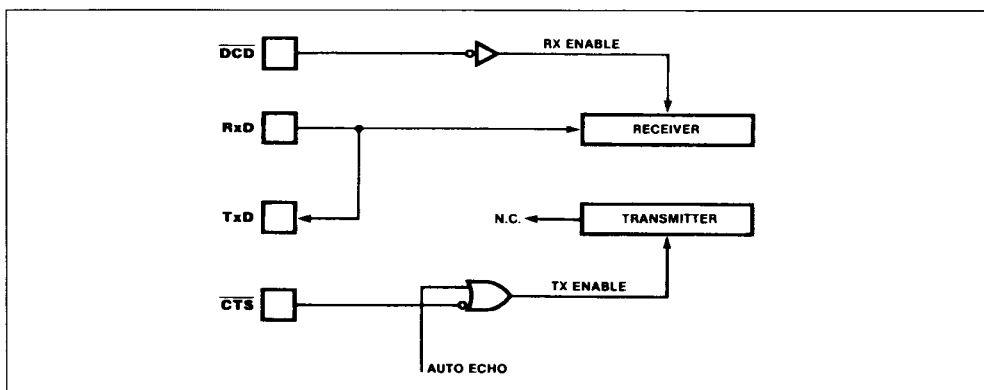 DCD
RX ENABLE
RxD
RECEIVER
TxD
N.C.
TRANSMITTER
CTS
TX ENABLE
AUTO ECHO